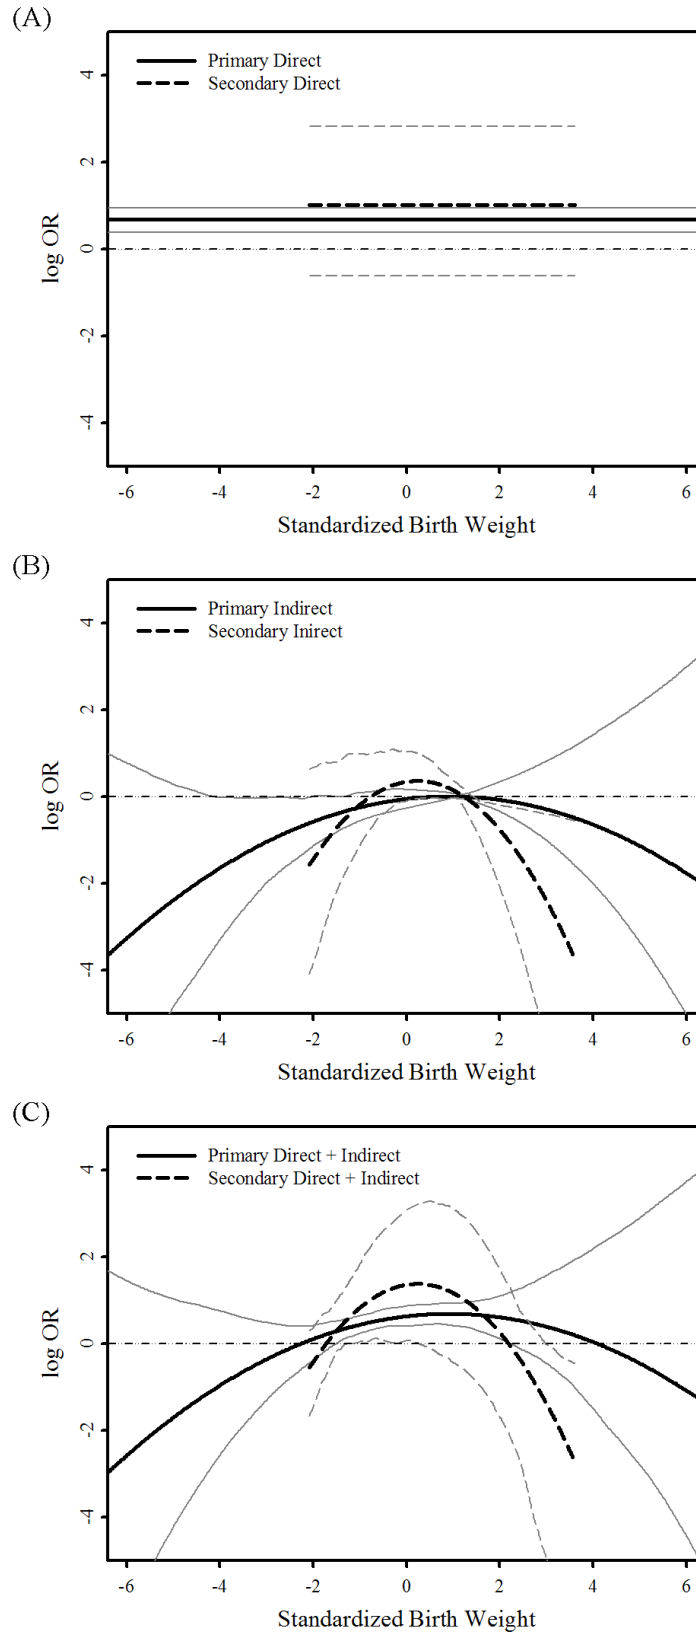 (A)
Primary Direct
Secondary Direct
4
2
0
-2
-4
log OR
-6 -4 -2 0 2 4 6
Standardized Birth Weight
(B)
Primary Indirect
Secondary Inirect
4
2
0
-2
-4
log OR
-6 -4 -2 0 2 4 6
Standardized Birth Weight
(C)
Primary Direct + Indirect
Secondary Direct + Indirect
4
2
0
-2
-4
log OR
-6 -4 -2 0 2 4 6
Standardized Birth Weight